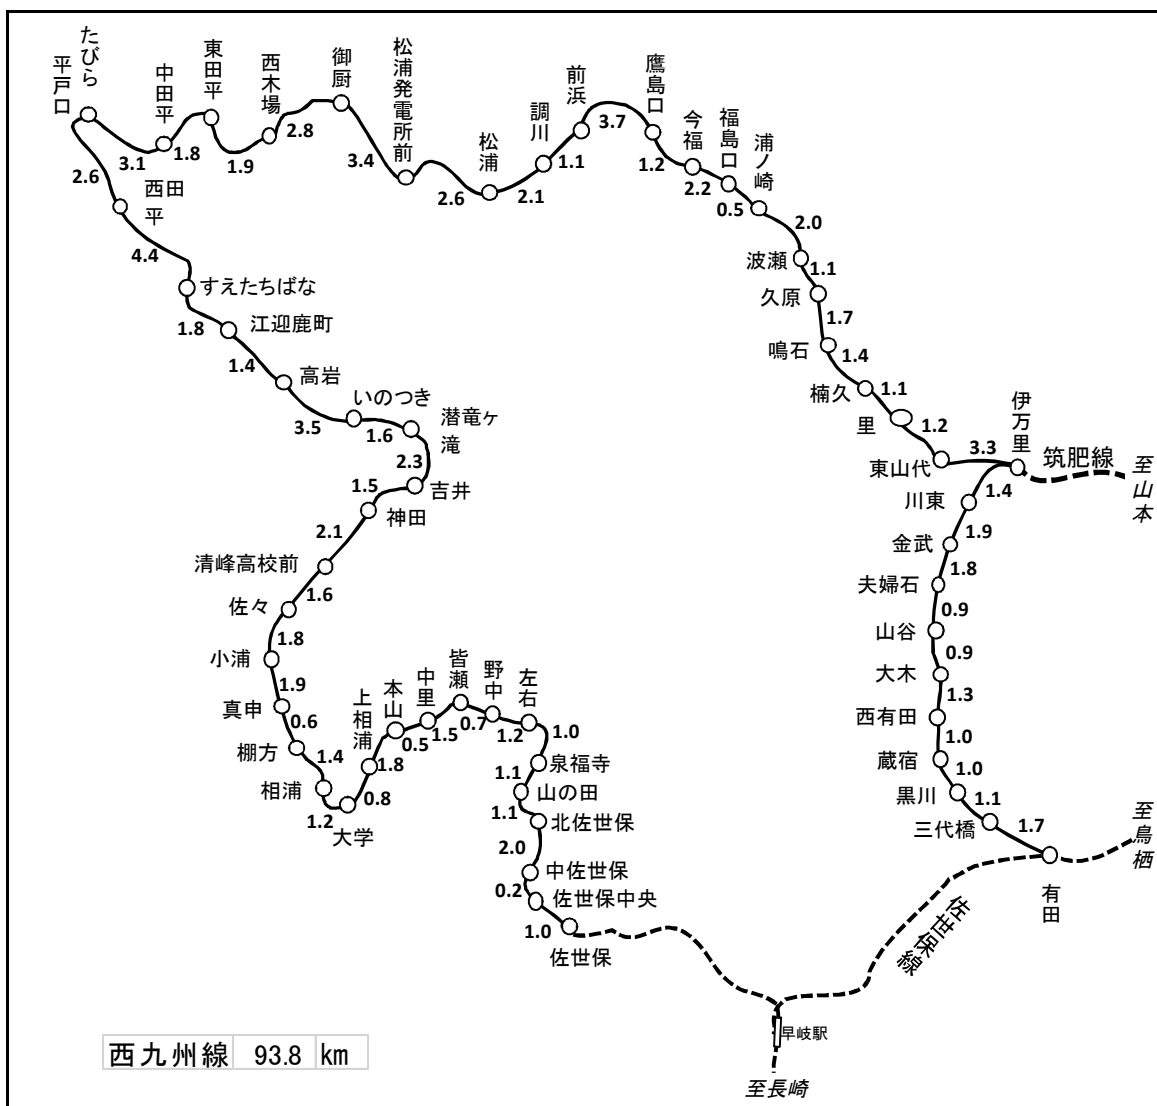 たびら
平戸口
3.1
中田平
1.8
東田平
1.9
西木場
2.8
御厨
3.4
松浦発電所前
2.6
松浦
2.1
調川
1.1
前浜
3.7
鷹島口
1.2
今福
2.2
福島口
0.5
浦ノ崎
2.0
波瀬
1.1
久原
1.7
鳴石
1.4
楠久
1.1
里
1.2
東山代
3.3
伊万里
筑肥線
至山本
1.4
川東
1.9
金武
1.8
夫婦石
0.9
山谷
0.9
大木
1.3
西有田
1.0
蔵宿
1.0
黒川
1.1
三代橋
1.7
有田
至鳥栖
佐世保線
早岐駅
至長崎
2.6
西田
平
4.4
すえたちばな
1.8
江迎鹿町
1.4
高岩
3.5
いのつき
1.6
潜竜ヶ
滝
2.3
吉井
1.5
神田
2.1
清峰高校前
1.6
佐々
1.8
小浦
1.9
真申
0.6
棚方
1.4
相浦
1.2
大学
0.8
上相浦
1.8
本山
0.5
中里
1.5
皆瀬
0.7
野中
1.2
左右
1.0
泉福寺
1.1
山の田
1.1
北佐世保
2.0
中佐世保
0.2
佐世保中央
1.0
佐世保
西九州線 93.8 km